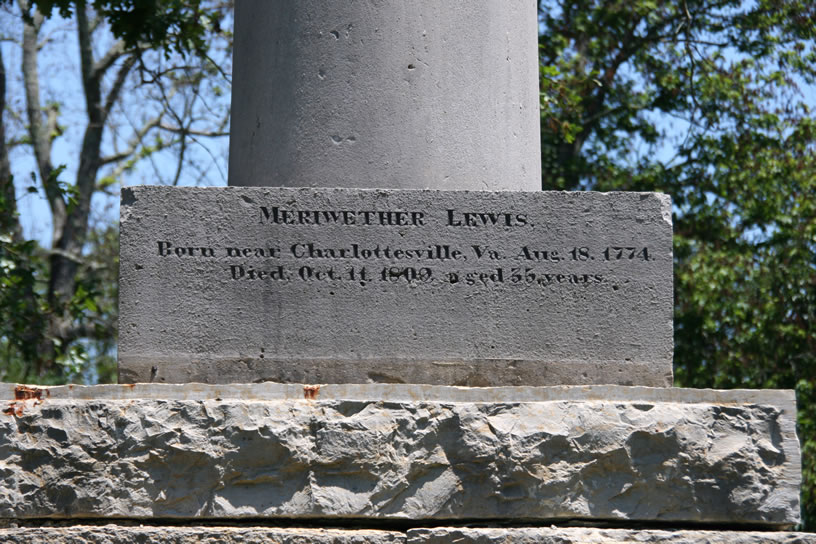 MERIWETHER LEWIS.
Born near Charlottesville, Va. Aug. 18. 1774.
Died, Oct. 11. 1809, aged 35, years.